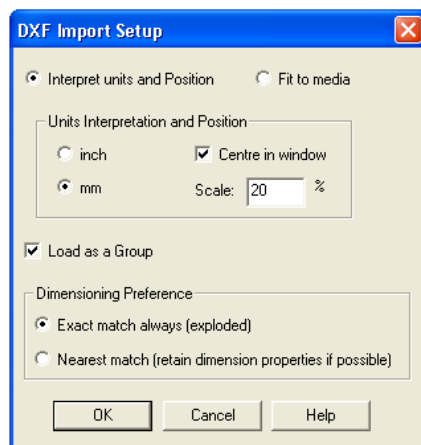 DXF Import Setup
Interpret units and Position Fit to media
Units Interpretation and Position
inch Centre in window
mm Scale: 20 %
Load as a Group
Dimensioning Preference
Exact match always (exploded)
Nearest match (retain dimension properties if possible)
OK Cancel Help